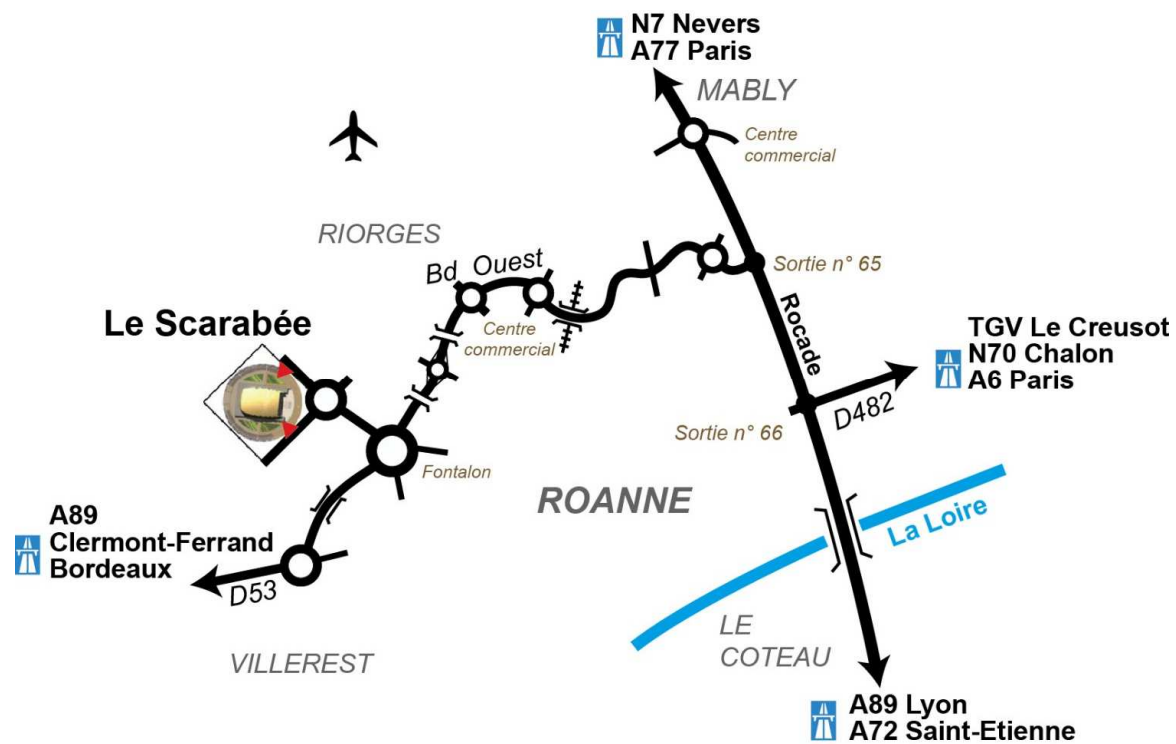 N7 Nevers
A77 Paris
MABLY
Centre
commercial
RIORGES
Bd Ouest
Sortie n° 65
Le Scarabée
Centre
commercial
Rocade
TGV Le Creusot
N70 Chalon
A6 Paris
D482
Sortie n° 66
Fontalon
ROANNE
A89
Clermont-Ferrand
Bordeaux
La Loire
D53
LE
COTEAU
VILLEREST
A89 Lyon
A72 Saint-Etienne